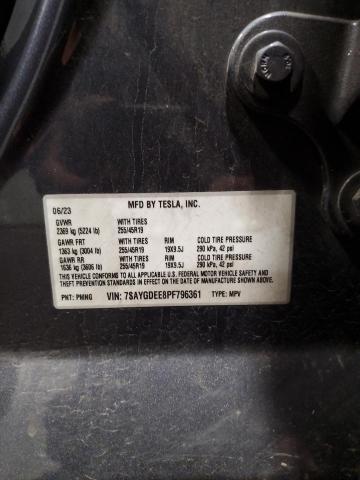 MFD BY TESLA, INC.
06/23
GVWR WITH TIRES
2369 kg (5224 lb) 255/45R19
GAWR FRT WITH TIRES RIM COLD TIRE PRESSURE
1363 kg (3004 lb) 255/45R19 19X9.5J 290 kPa, 42 psi
GAWR RR WITH TIRES RIM COLD TIRE PRESSURE
1636 kg (3606 lb) 255/45R19 19X9.5J 290 kPa, 42 psi
THIS VEHICLE CONFORMS TO ALL APPLICABLE U.S. FEDERAL MOTOR VEHICLE SAFETY AND
THEFT PREVENTION STANDARDS IN EFFECT ON THE DATE OF MANUFACTURE SHOWN ABOVE.
PNT: PMNG VIN: 7SAYGDEE8PF796361 TYPE: MPV